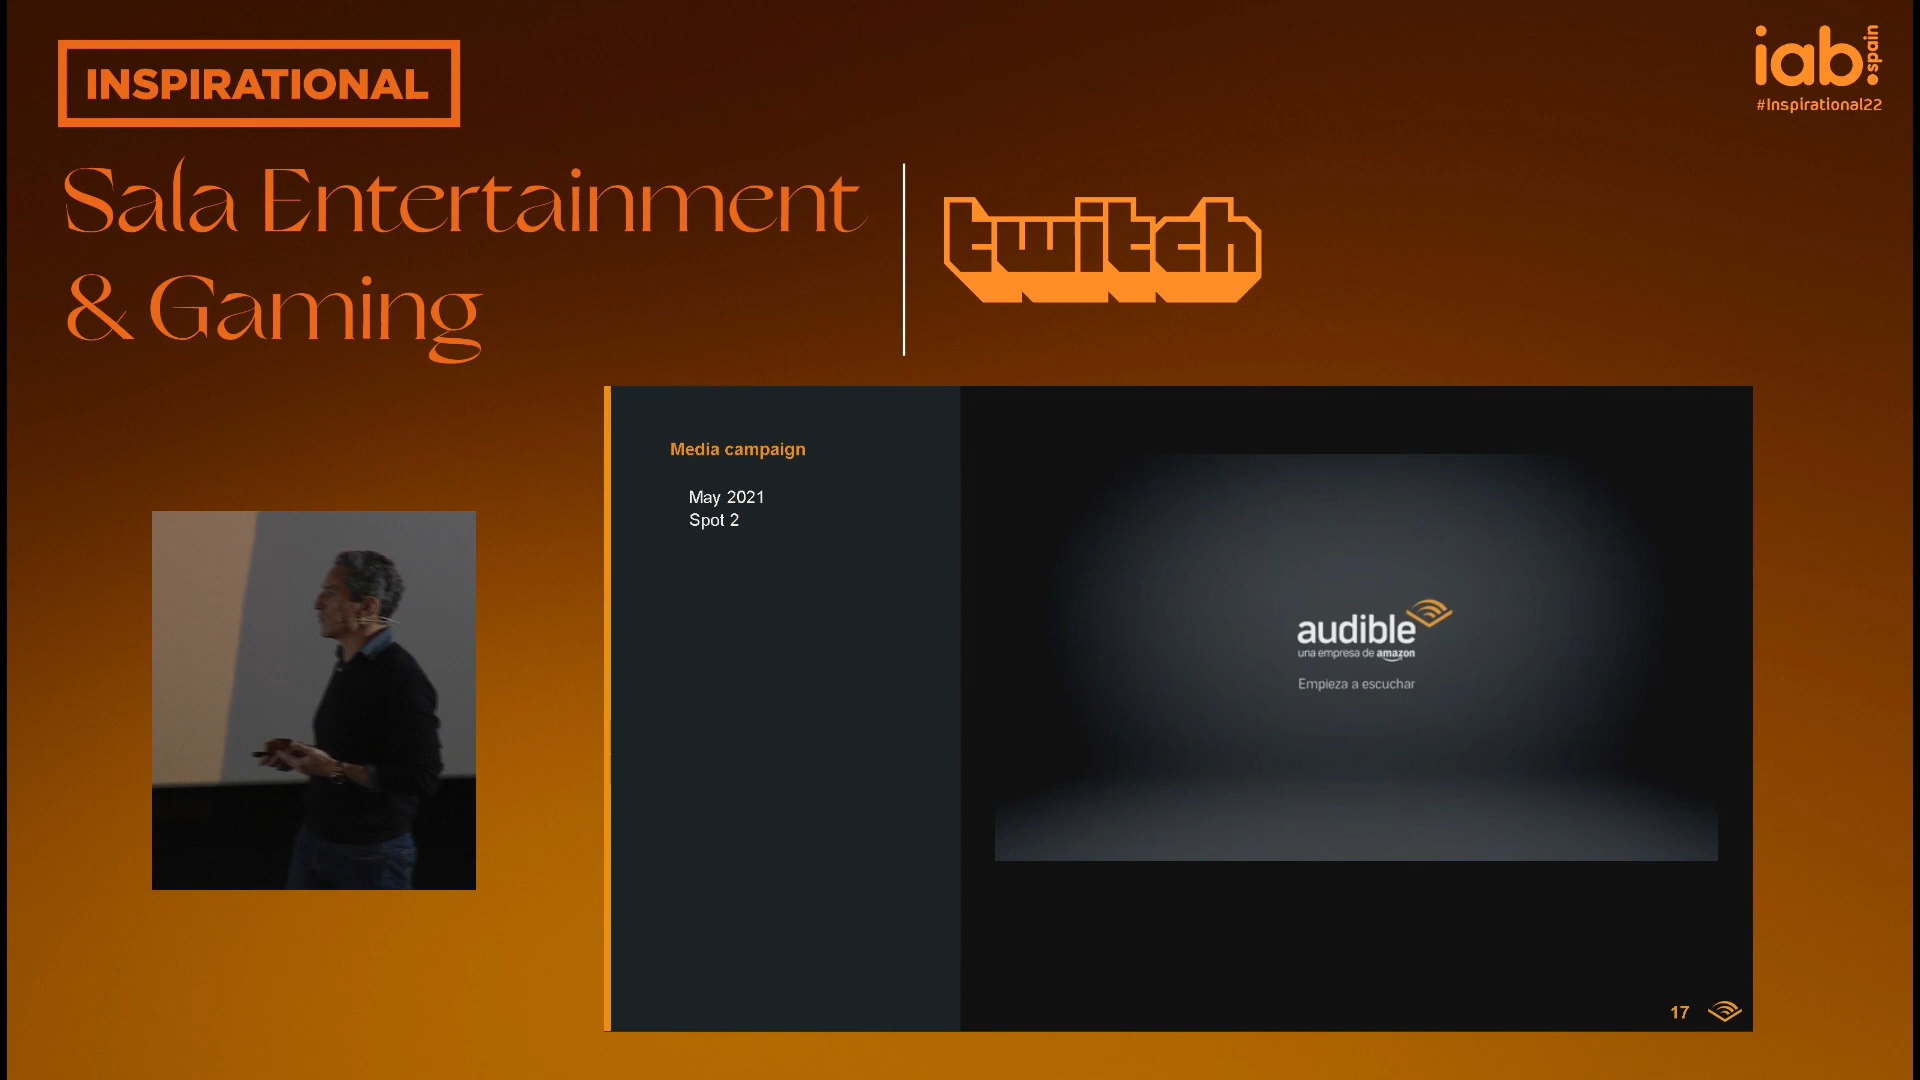 INSPIRATIONAL
iab spain
#Inspirational22
Sala Entertainment
& Gaming
twitch
Media campaign
May 2021
Spot 2
audible
una empresa de amazon
Empieza a escuchar
17